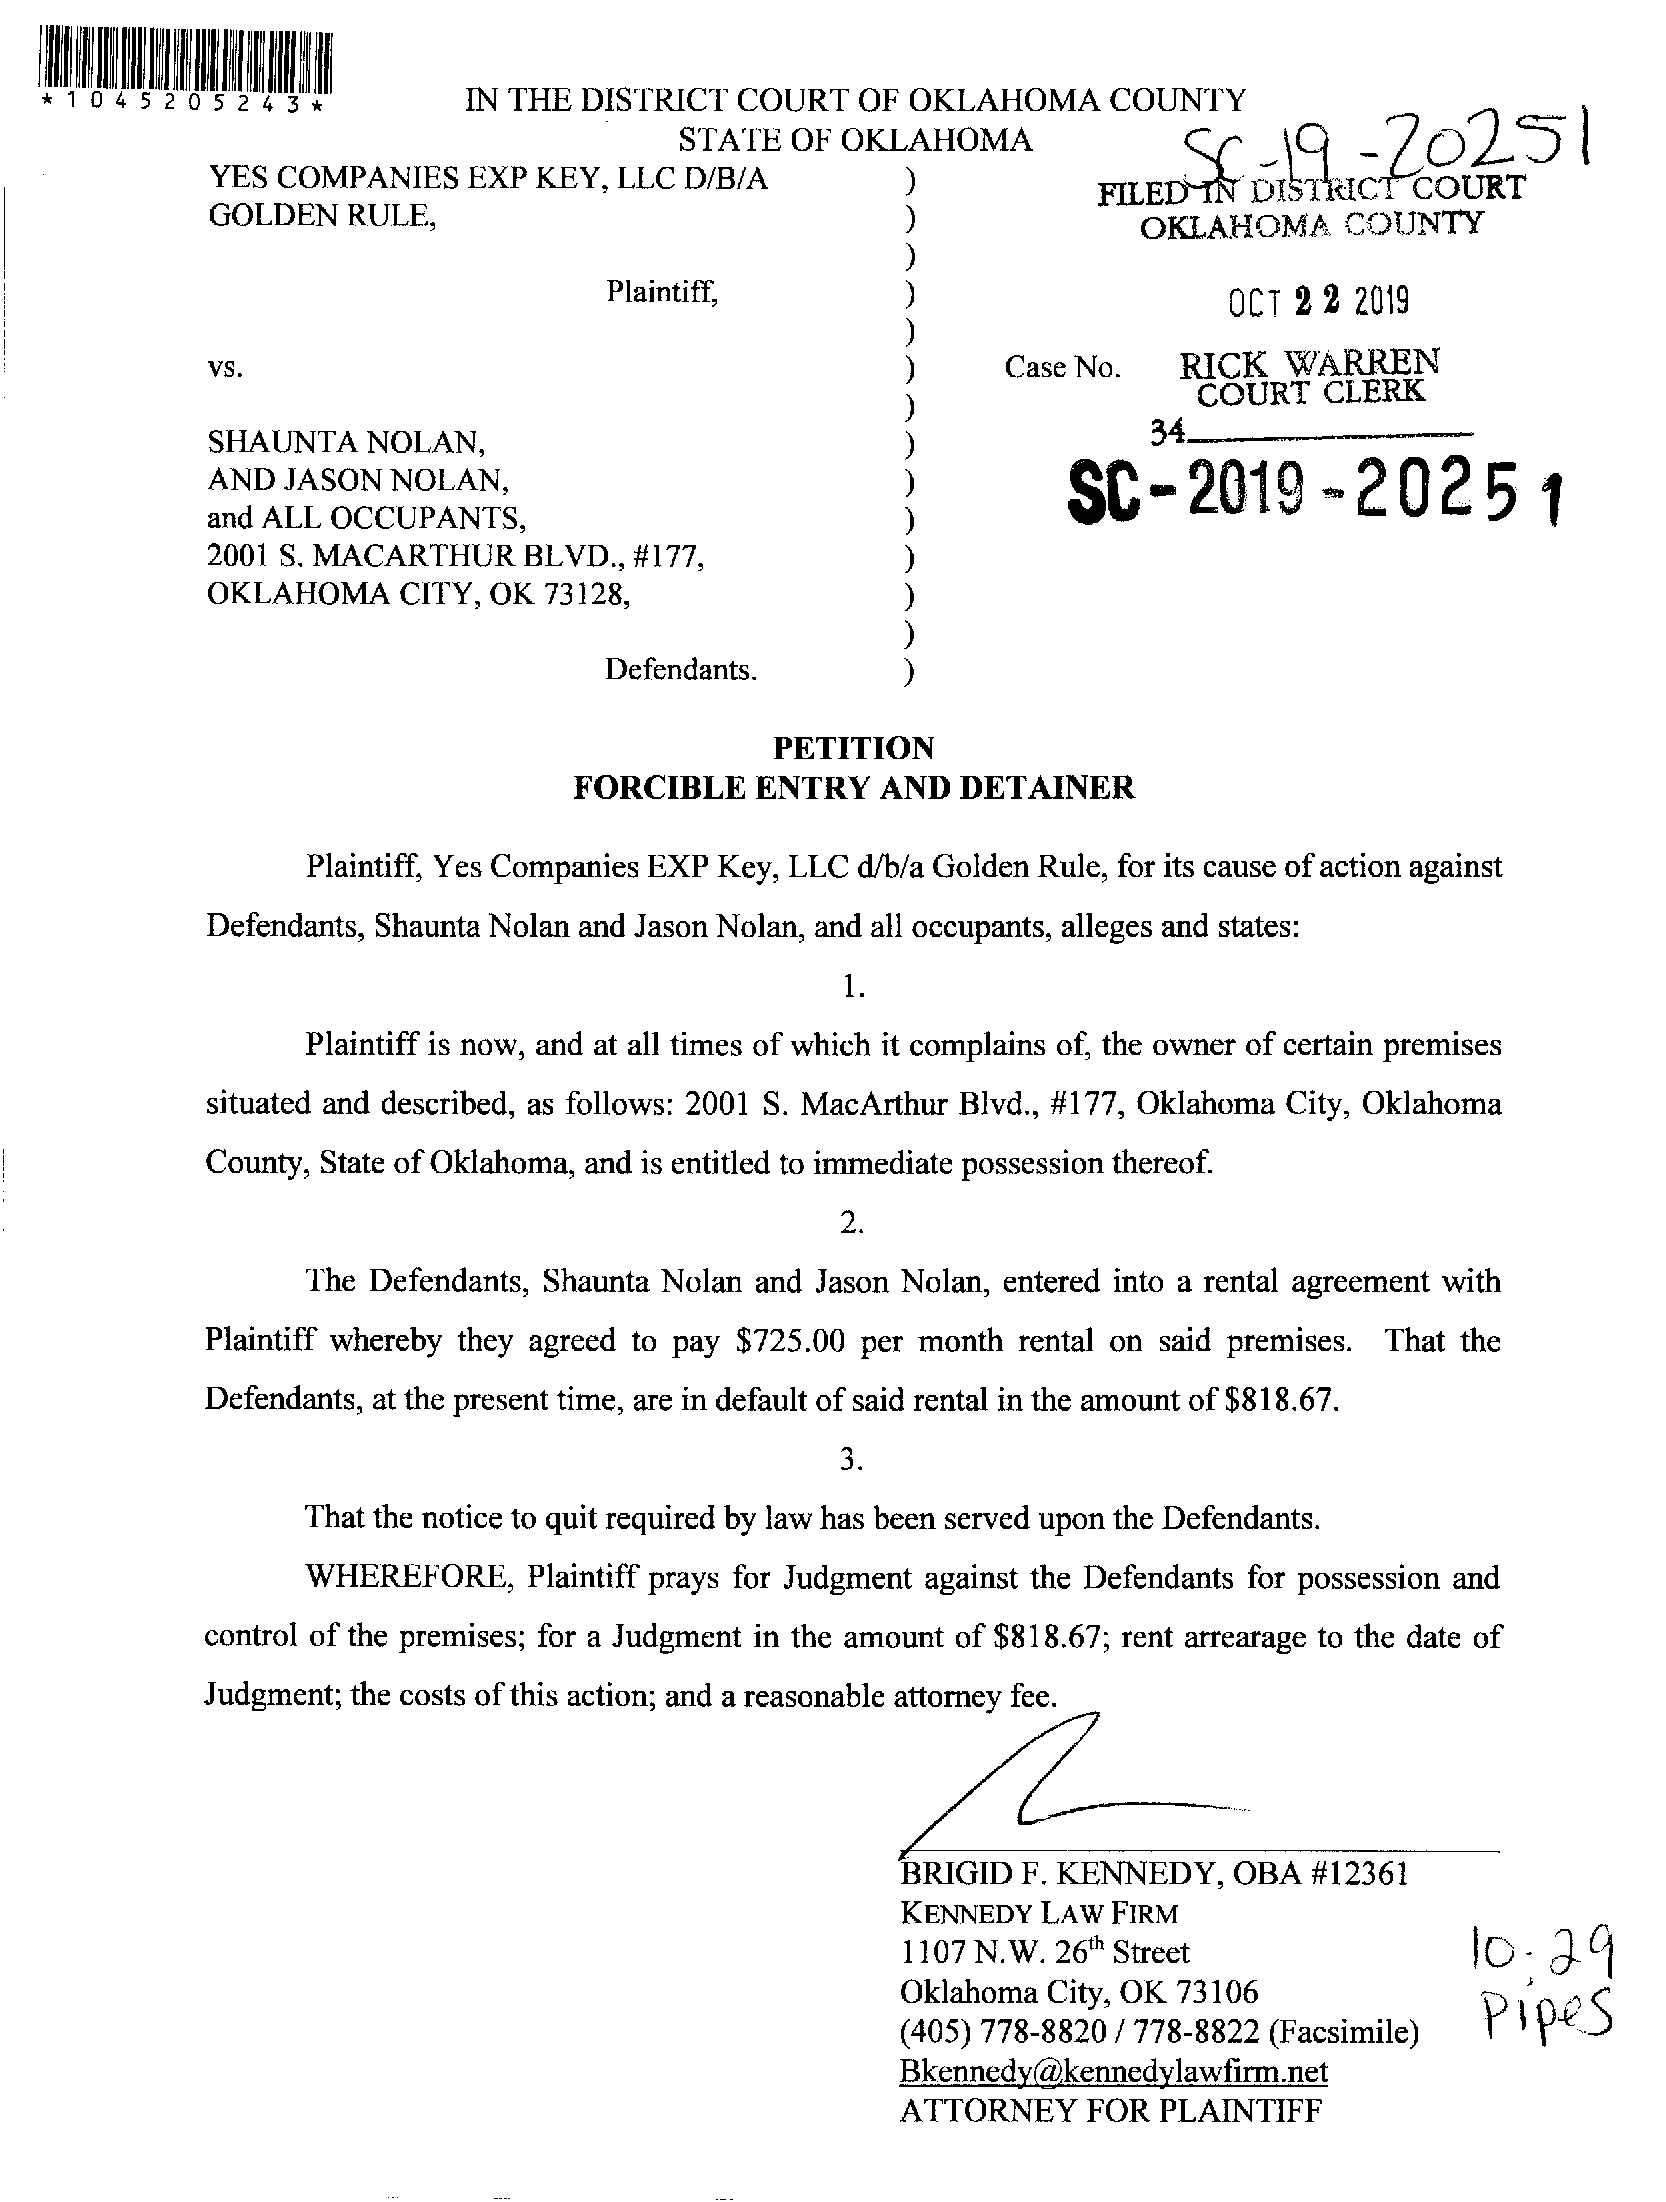 *1045205243*
IN THE DISTRICT COURT OF OKLAHOMA COUNTY
STATE OF OKLAHOMA
SC-19-20251
YES COMPANIES EXP KEY, LLC D/B/A )
GOLDEN RULE, )
)
Plaintiff, )
)
vs. )
)
SHAUNTA NOLAN, )
AND JASON NOLAN, )
and ALL OCCUPANTS, )
2001 S. MACARTHUR BLVD., #177, )
OKLAHOMA CITY, OK 73128, )
)
Defendants. )
FILED IN DISTRICT COURT
OKLAHOMA COUNTY
OCT 22 2019
Case No. RICK WARREN
COURT CLERK
34
SC-2019-20251
PETITION
FORCIBLE ENTRY AND DETAINER
Plaintiff, Yes Companies EXP Key, LLC d/b/a Golden Rule, for its cause of action against
Defendants, Shaunta Nolan and Jason Nolan, and all occupants, alleges and states:
1.
Plaintiff is now, and at all times of which it complains of, the owner of certain premises
situated and described, as follows: 2001 S. MacArthur Blvd., #177, Oklahoma City, Oklahoma
County, State of Oklahoma, and is entitled to immediate possession thereof.
2.
The Defendants, Shaunta Nolan and Jason Nolan, entered into a rental agreement with
Plaintiff whereby they agreed to pay $725.00 per month rental on said premises. That the
Defendants, at the present time, are in default of said rental in the amount of $818.67.
3.
That the notice to quit required by law has been served upon the Defendants.
WHEREFORE, Plaintiff prays for Judgment against the Defendants for possession and
control of the premises; for a Judgment in the amount of $818.67; rent arrearage to the date of
Judgment; the costs of this action; and a reasonable attorney fee.
BRIGID F. KENNEDY, OBA #12361
KENNEDY LAW FIRM
1107 N.W. 26th Street
Oklahoma City, OK 73106
(405) 778-8820 / 778-8822 (Facsimile)
Bkennedy@kennedylawfirm.net
ATTORNEY FOR PLAINTIFF
10-29
Pipes